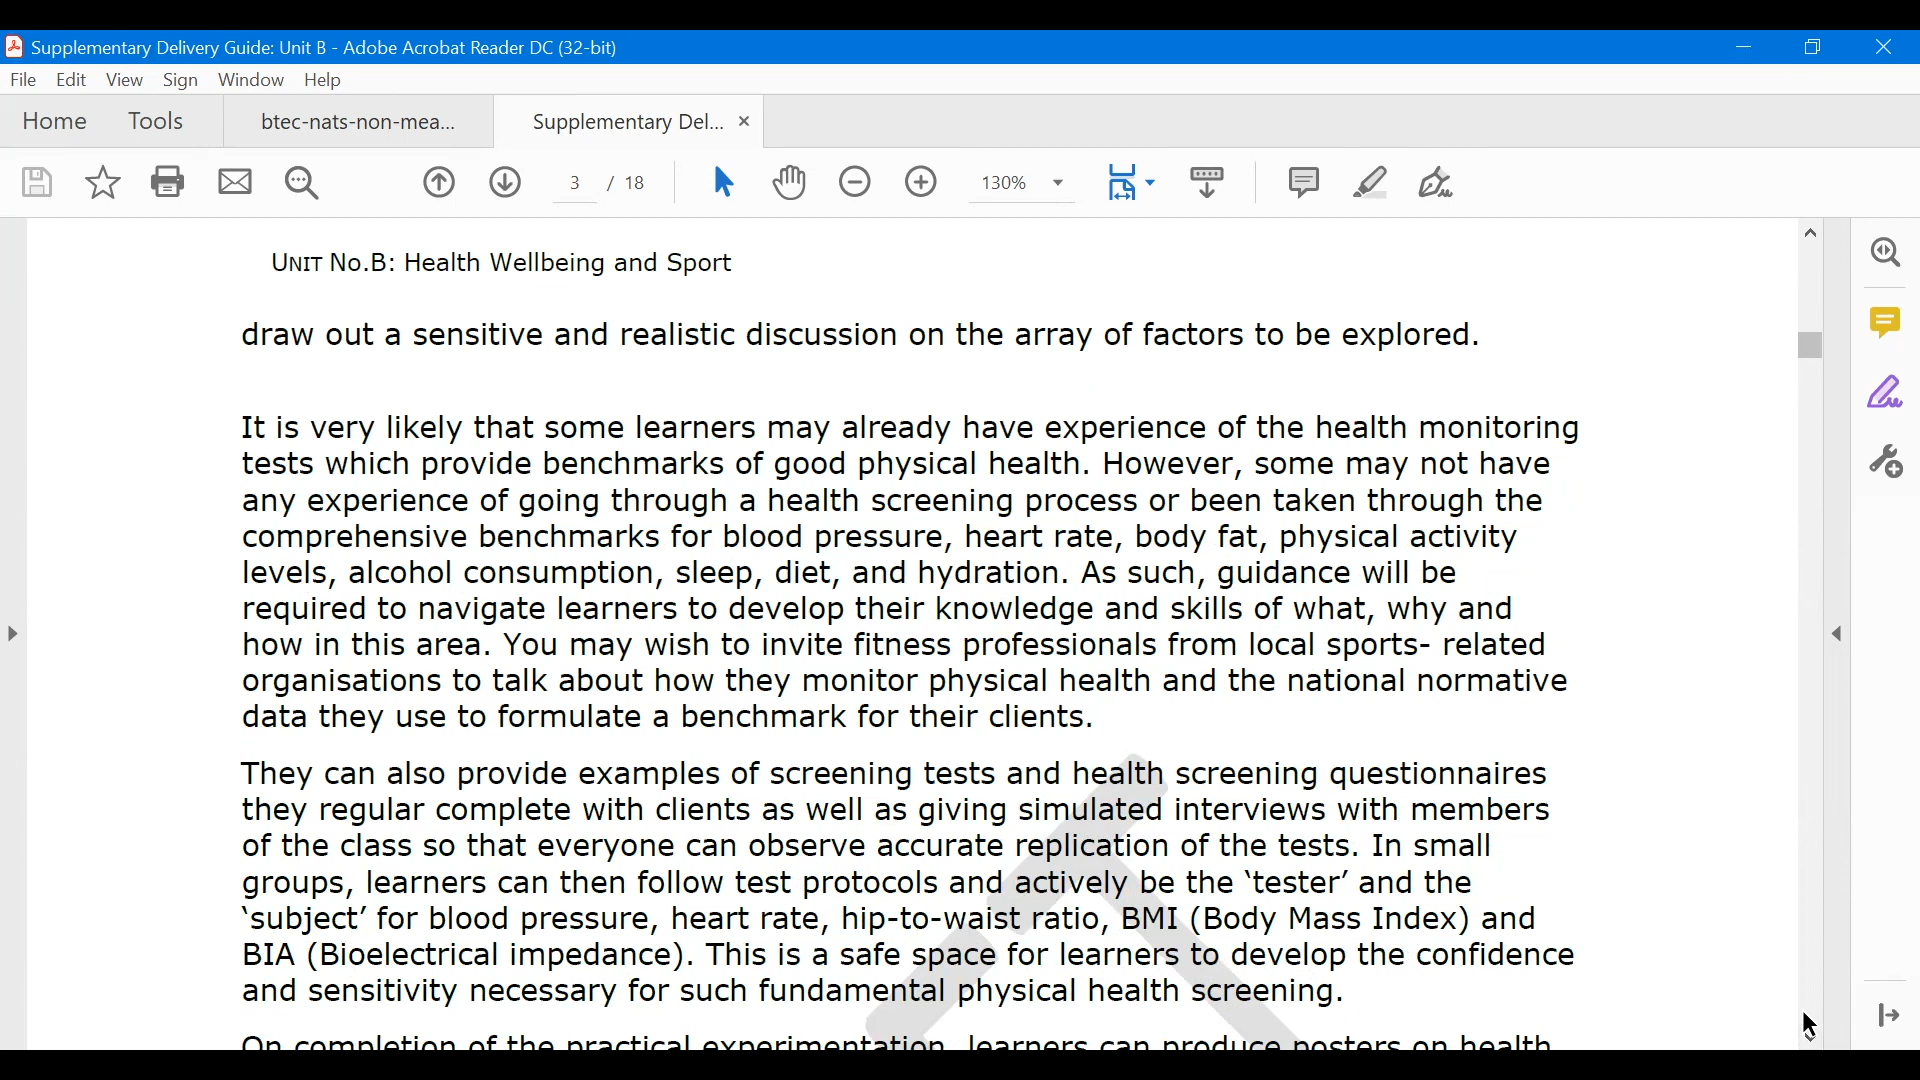 Supplementary Delivery Guide: Unit B - Adobe Acrobat Reader DC (32-bit)
File Edit View Sign Window Help
Home Tools btec-nats-non-mea... Supplementary Del...
3 / 18 130%
UNIT No.B: Health Wellbeing and Sport
draw out a sensitive and realistic discussion on the array of factors to be explored.
It is very likely that some learners may already have experience of the health monitoring
tests which provide benchmarks of good physical health. However, some may not have
any experience of going through a health screening process or been taken through the
comprehensive benchmarks for blood pressure, heart rate, body fat, physical activity
levels, alcohol consumption, sleep, diet, and hydration. As such, guidance will be
required to navigate learners to develop their knowledge and skills of what, why and
how in this area. You may wish to invite fitness professionals from local sports- related
organisations to talk about how they monitor physical health and the national normative
data they use to formulate a benchmark for their clients.
They can also provide examples of screening tests and health screening questionnaires
they regular complete with clients as well as giving simulated interviews with members
of the class so that everyone can observe accurate replication of the tests. In small
groups, learners can then follow test protocols and actively be the ‘tester’ and the
‘subject’ for blood pressure, heart rate, hip-to-waist ratio, BMI (Body Mass Index) and
BIA (Bioelectrical impedance). This is a safe space for learners to develop the confidence
and sensitivity necessary for such fundamental physical health screening.
On completion of the practical experimentation, learners can produce posters on health